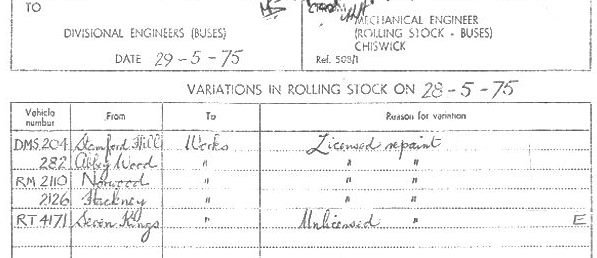 TO
MECHANICAL ENGINEER
DIVISIONAL ENGINEERS (BUSES)
(ROLLING STOCK - BUSES)
CHISWICK
DATE 29-5-75
Ref. 503/1
VARIATIONS IN ROLLING STOCK ON 28-5-75
Vehicle number From To Reason for variation
DMS 204 Stamford Hill Works Licensed repaint
282 Abbey Wood " " "
RM 2110 Norwood " " "
2126 Hackney " " "
RT 4171 Seven Kings " Unlicensed " E